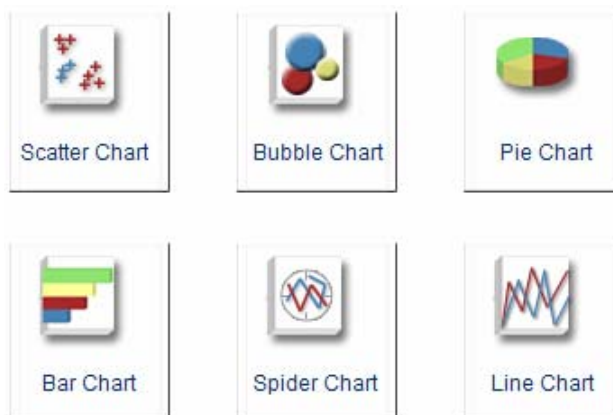 Scatter Chart
Bubble Chart
Pie Chart
Bar Chart
Spider Chart
Line Chart